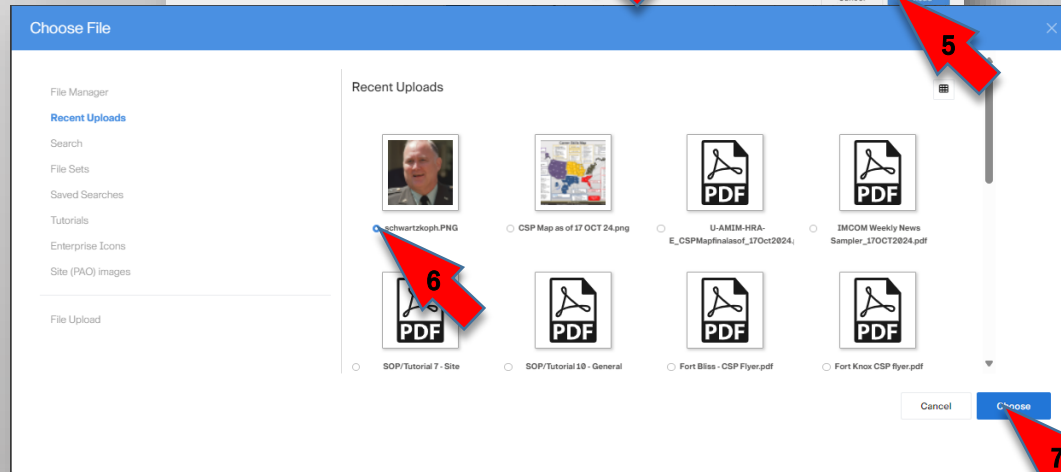 5
Choose File
File Manager
Recent Uploads
Search
File Sets
Saved Searches
Tutorials
Enterprise Icons
Site (PAO) images
File Upload
Recent Uploads
schwartzkoph.PNG
CSP Map as of 17 OCT 24.png
PDF
U-AMIM-HRA-
E_CSPMapfinalasof_17Oct2024.
PDF
IMCOM Weekly News
Sampler_17OCT2024.pdf
6
PDF
SOP/Tutorial 7 - Site
PDF
SOP/Tutorial 10 - General
PDF
Fort Bliss - CSP Flyer.pdf
PDF
Fort Knox CSP flyer.pdf
Cancel
Choose
7